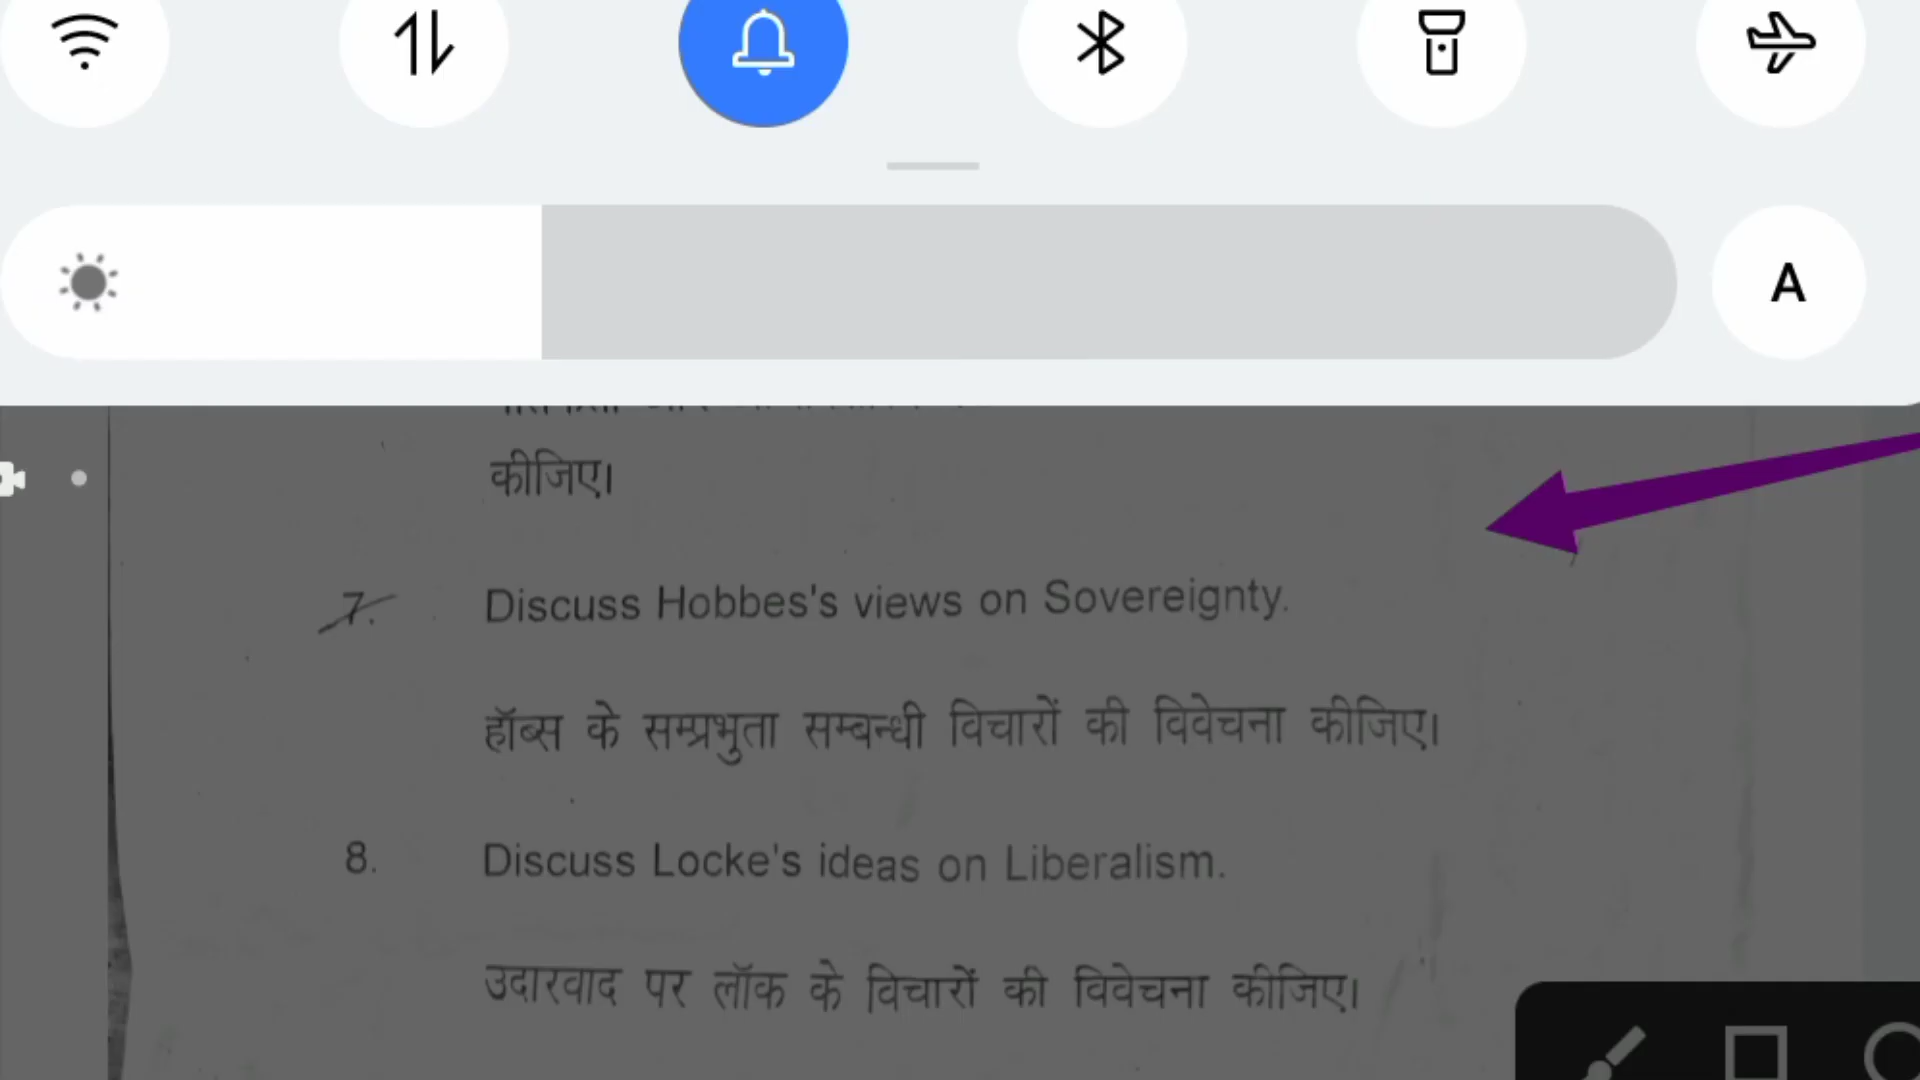 A
कीजिए।
7. Discuss Hobbes's views on Sovereignty.
हॉब्स के सम्प्रभुता सम्बन्धी विचारों की विवेचना कीजिए।
8. Discuss Locke's ideas on Liberalism.
उदारवाद पर लॉक के विचारों की विवेचना कीजिए।